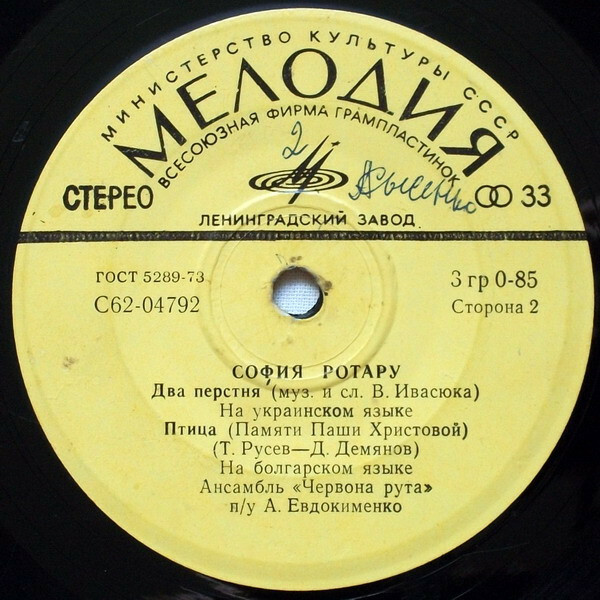 МИНИСТЕРСТВО КУЛЬТУРЫ СССР
МЕЛОДИЯ
ВСЕСОЮЗНАЯ ФИРМА ГРАМПЛАСТИНОК
2
СТЕРЕО
33
ЛЕНИНГРАДСКИЙ ЗАВОД
ГОСТ 5289-73
3 гр 0-85
С62-04792
Сторона 2
СОФИЯ РОТАРУ
Два перстня (муз. и сл. В. Ивасюка)
На украинском языке
Птица (Памяти Паши Христовой)
(Т. Русев—Д. Демянов)
На болгарском языке
Ансамбль «Червона рута»
п/у А. Евдокименко